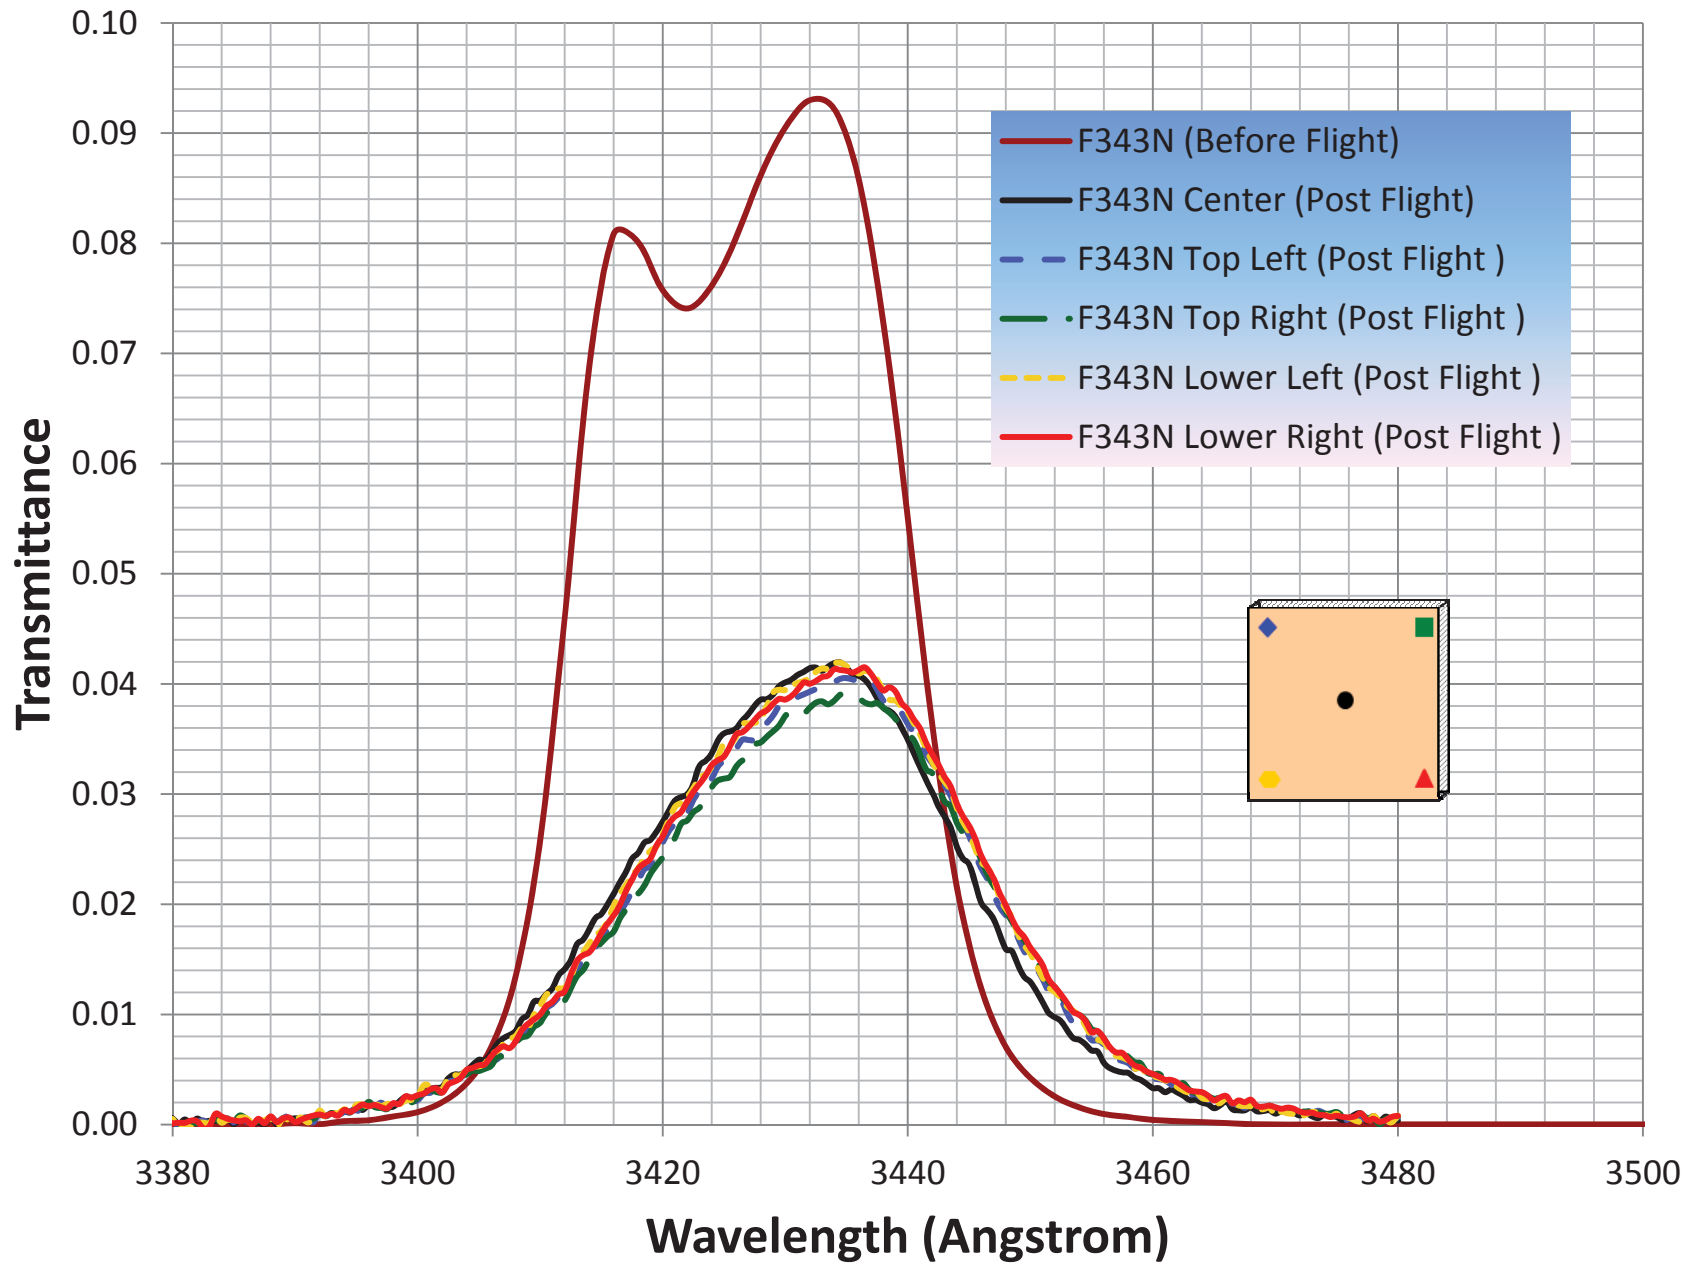 0.10
0.09
0.08
0.07
0.06
0.05
0.04
0.03
0.02
0.01
0.00
Transmittance
F343N (Before Flight)
F343N Center (Post Flight)
F343N Top Left (Post Flight )
F343N Top Right (Post Flight )
F343N Lower Left (Post Flight )
F343N Lower Right (Post Flight )
3380 3400 3420 3440 3460 3480 3500
Wavelength (Angstrom)